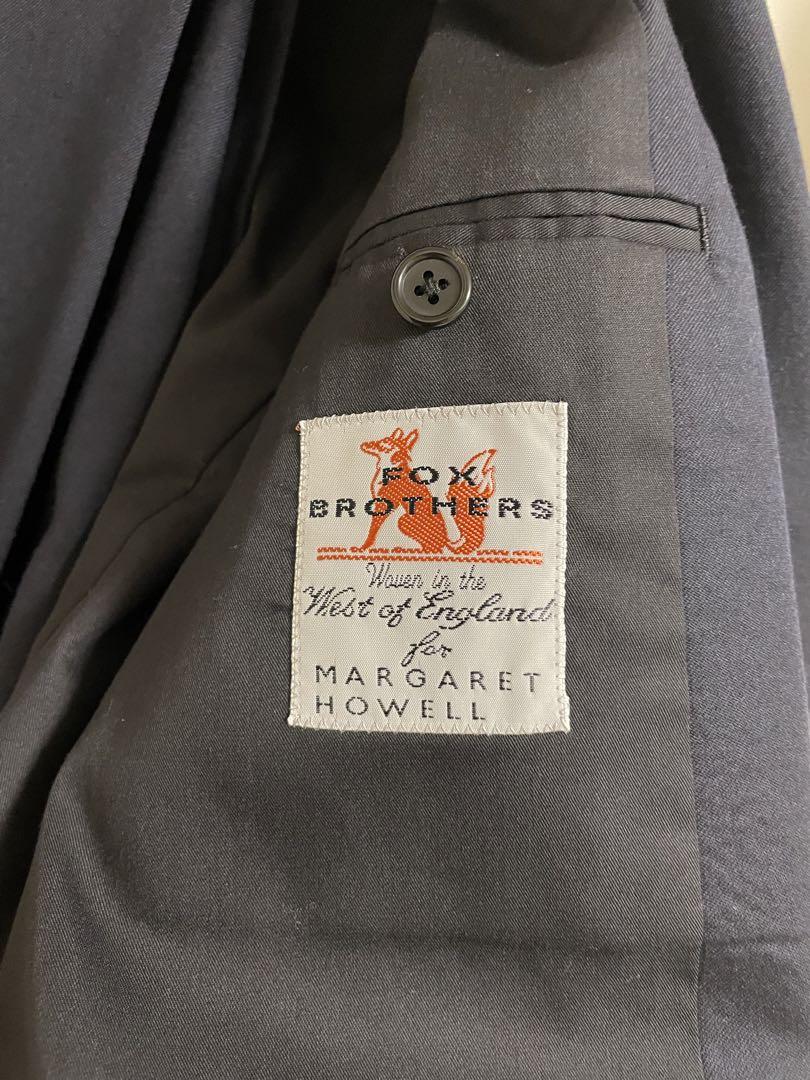 FOX
BROTHERS
Woven in the
West of England
for
MARGARET
HOWELL